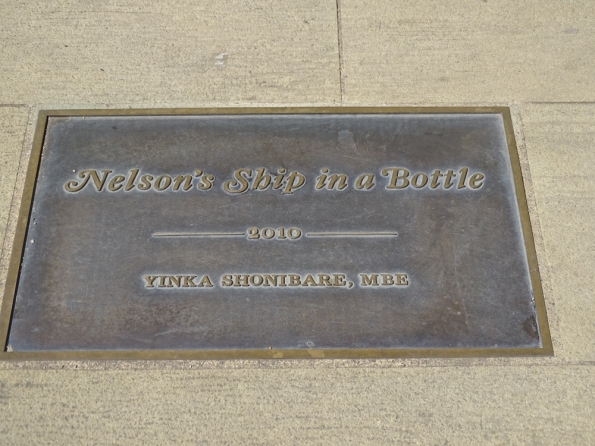 Nelson's Ship in a Bottle
2010
YINKA SHONIBARE, MBE